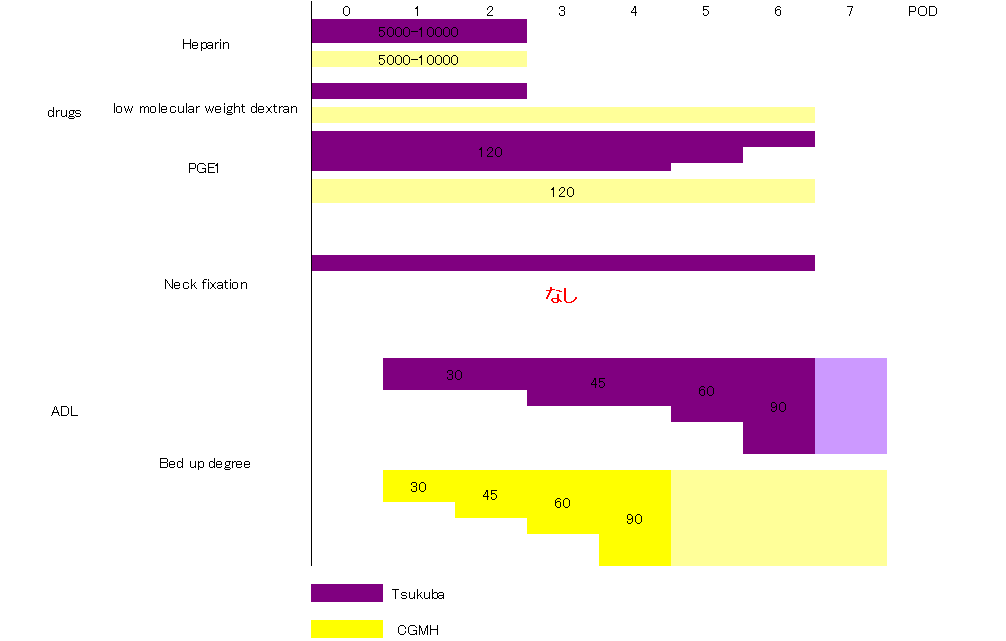 0 1 2 3 4 5 6 7 POD
Heparin
5000-10000
5000-10000
drugs
low molecular weight dextran
PGE1
120
120
Neck fixation
なし
ADL
Bed up degree
30 45 60 90
30 45 60 90
Tsukuba
CGMH